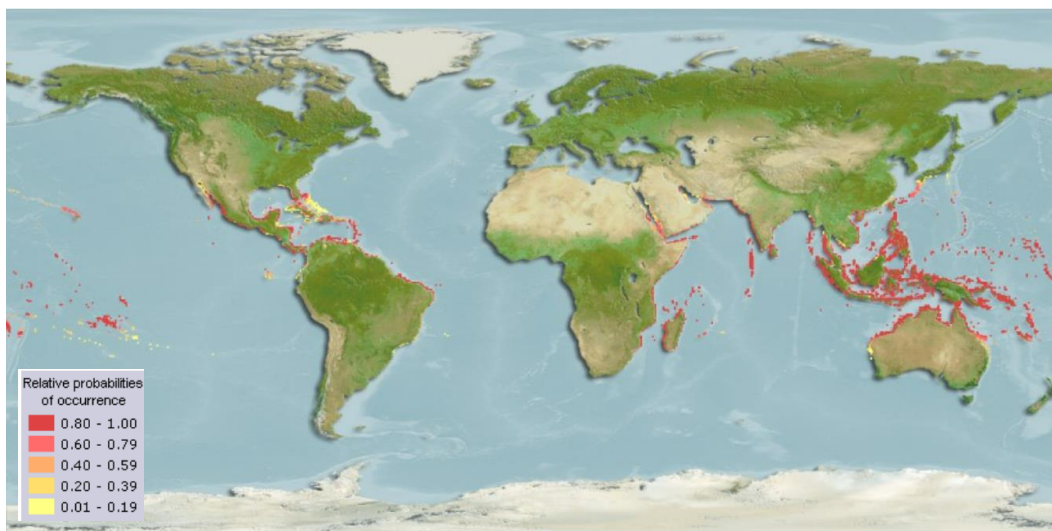 Relative probabilities
of occurrence
0.80 - 1.00
0.60 - 0.79
0.40 - 0.59
0.20 - 0.39
0.01 - 0.19